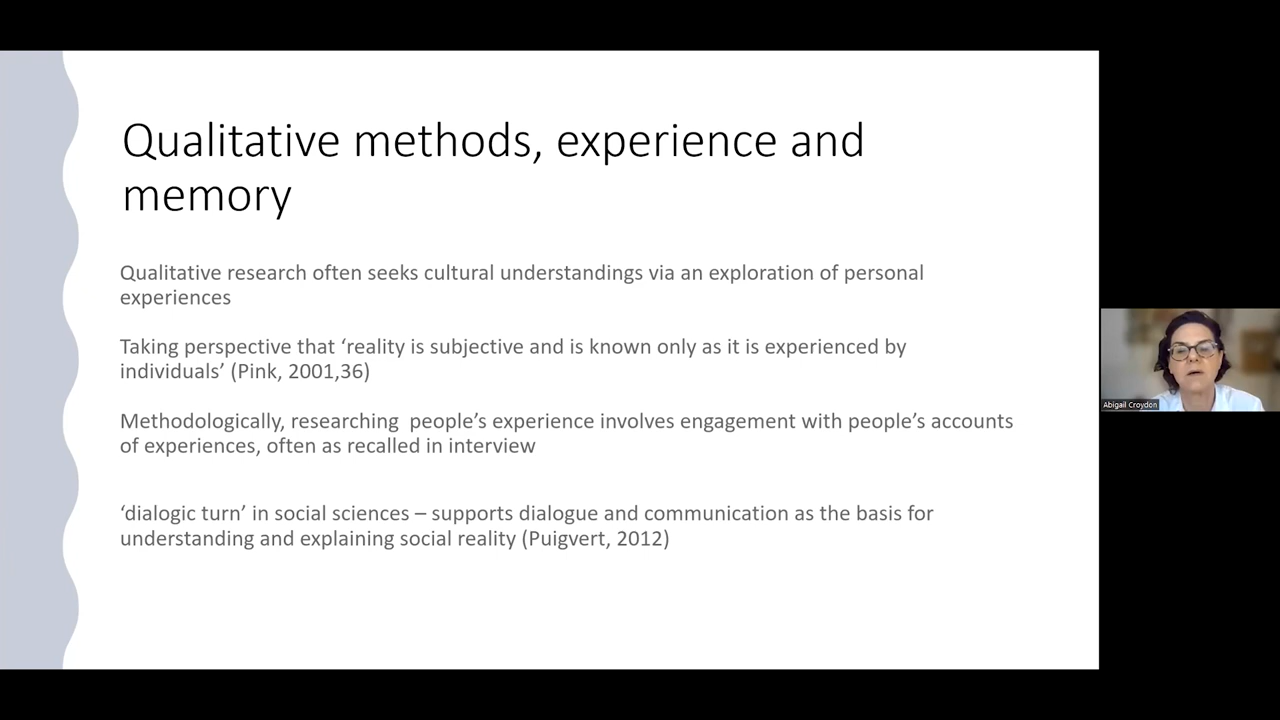 Qualitative methods, experience and
memory
Qualitative research often seeks cultural understandings via an exploration of personal
experiences
Taking perspective that ‘reality is subjective and is known only as it is experienced by
individuals’ (Pink, 2001,36)
Methodologically, researching  people’s experience involves engagement with people’s accounts
of experiences, often as recalled in interview
‘dialogic turn’ in social sciences – supports dialogue and communication as the basis for
understanding and explaining social reality (Puigvert, 2012)
Abigail Croydon